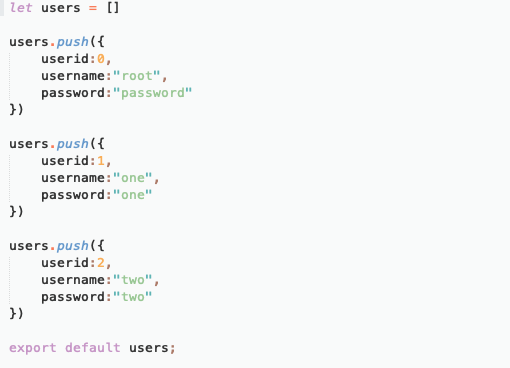 let users = []
users.push({
userid:0,
username:"root",
password:"password"
})
users.push({
userid:1,
username:"one",
password:"one"
})
users.push({
userid:2,
username:"two",
password:"two"
})
export default users;